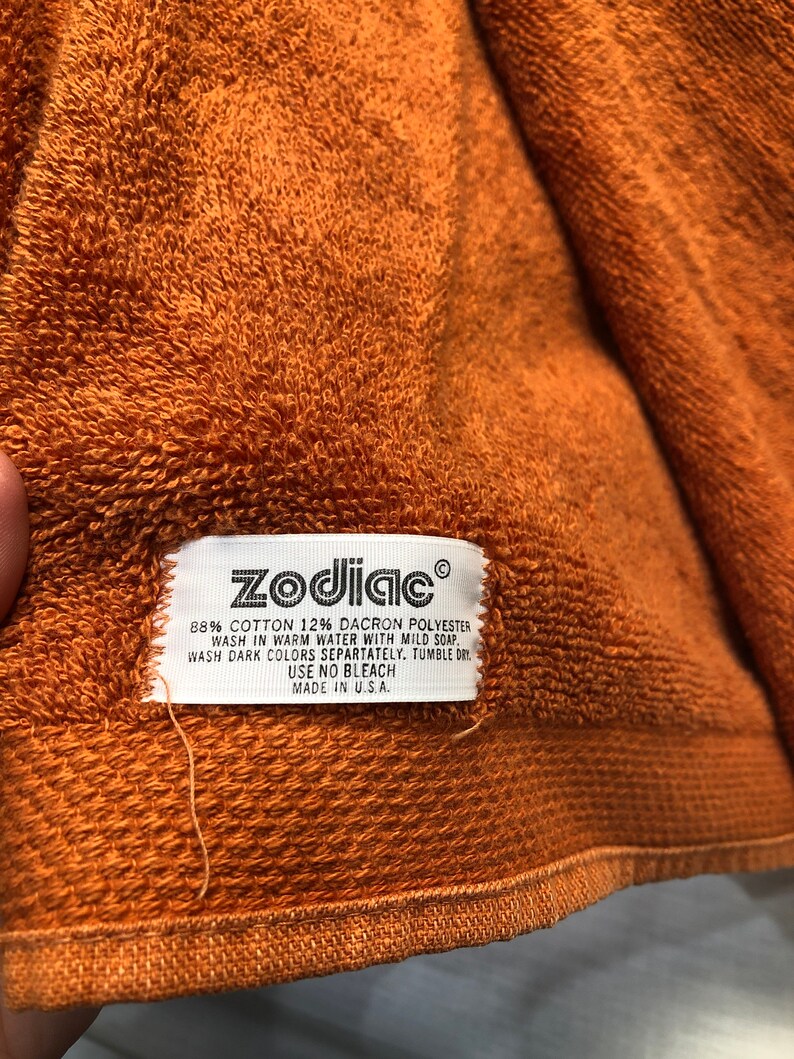 zodiac©
88% COTTON 12% DACRON POLYESTER
WASH IN WARM WATER WITH MILD SOAP.
WASH DARK COLORS SEPARTATELY. TUMBLE DRY.
USE NO BLEACH
MADE IN U.S.A.